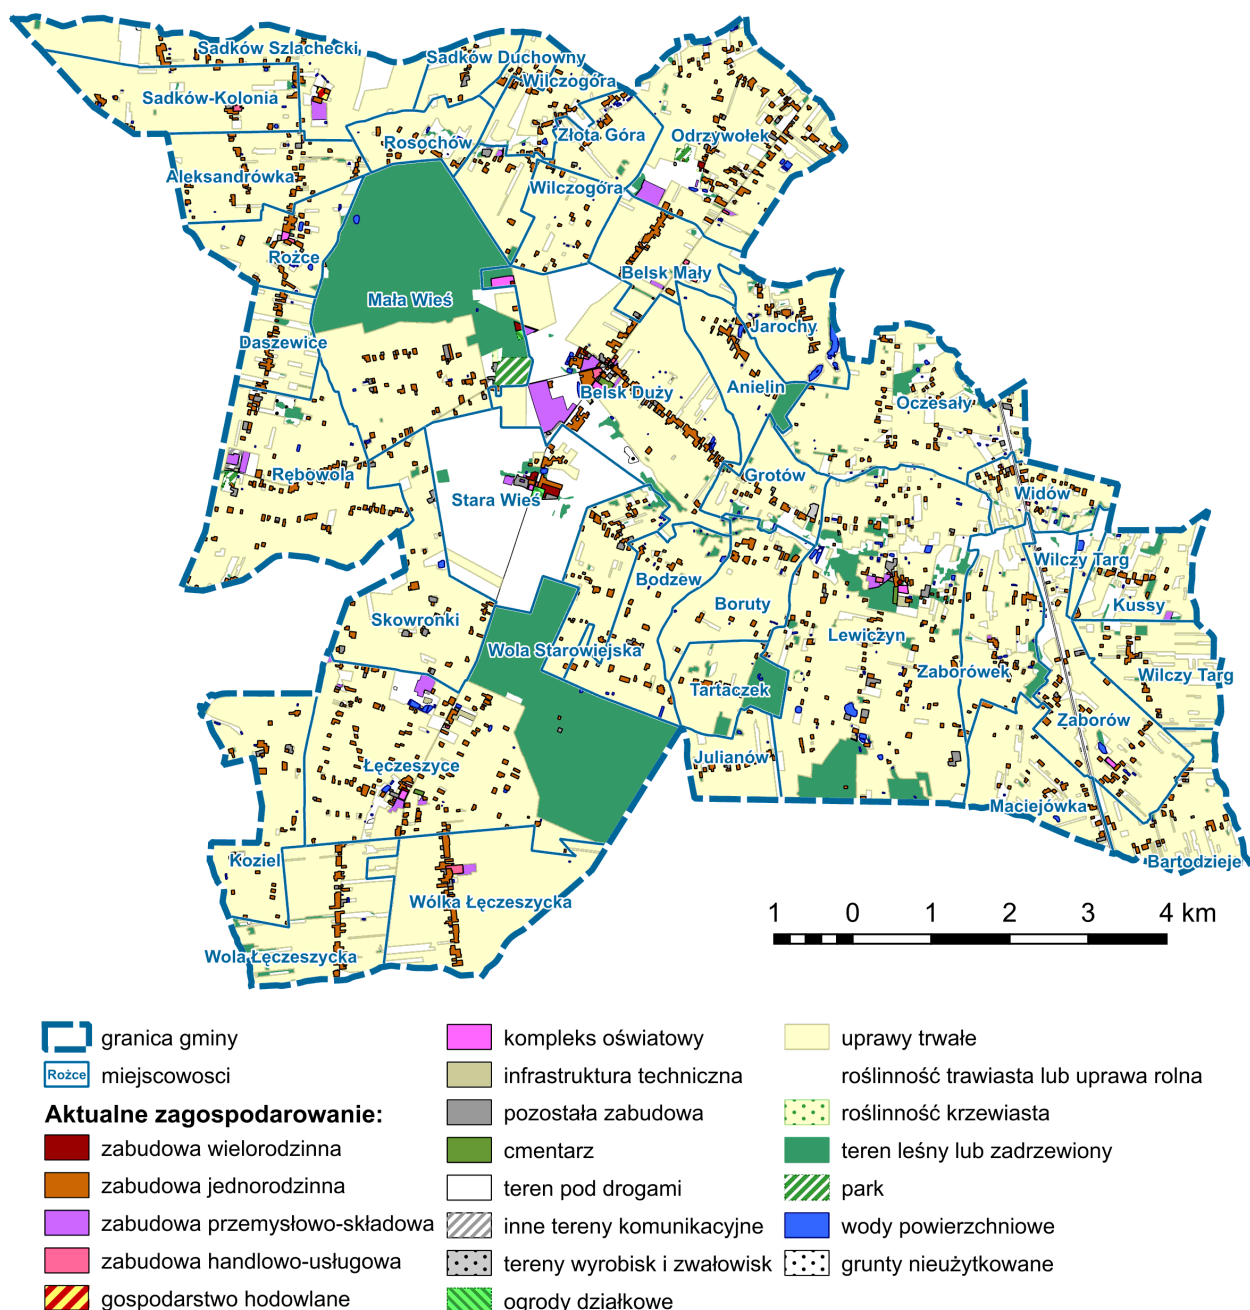 Sadków Szlachecki
Sadków Duchowny
Wilczogóra
Sadków-Kolonia
Złota Góra
Odrzywołek
Rosochów
Aleksandrówka
Wilczogóra
Rożce
Belsk Mały
Mała Wieś
Jarochy
Daszewice
Anielin
Belsk Duży
Oczesały
Rębowola
Grotów
Stara Wieś
Widów
Wilczy Targ
Bodzew
Boruty
Kussy
Skowronki
Lewiczyn
Wola Starowiejska
Zaborówek
Wilczy Targ
Tartaczek
Zaborów
Julianów
Łęczeszyce
Maciejówka
Koziel
Bartodzieje
Wólka Łęczeszycka
Wola Łęczeszycka
1 0 1 2 3 4 km
granica gminy
Rożce miejscowosci
Aktualne zagospodarowanie:
zabudowa wielorodzinna
zabudowa jednorodzinna
zabudowa przemysłowo-składowa
zabudowa handlowo-usługowa
gospodarstwo hodowlane
kompleks oświatowy
infrastruktura techniczna
pozostała zabudowa
cmentarz
teren pod drogami
inne tereny komunikacyjne
tereny wyrobisk i zwałowisk
ogrody działkowe
uprawy trwałe
roślinność trawiasta lub uprawa rolna
roślinność krzewiasta
teren leśny lub zadrzewiony
park
wody powierzchniowe
grunty nieużytkowane